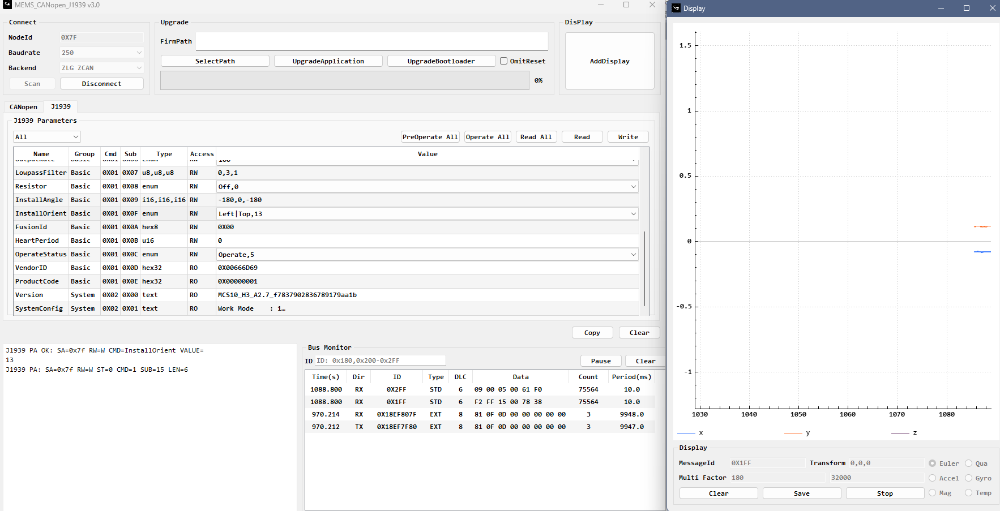 MEMS_CANopen_J1939 v3.0
Connect
NodeId 0X7F
Baudrate 250
Backend ZLG ZCAN
Scan Disconnect
Upgrade
FirmPath
SelectPath UpgradeApplication UpgradeBootloader OmitReset
0%
DisPlay
AddDisplay
CANopen J1939
J1939 Parameters
All PreOperate All Operate All Read All Read Write
Name Group Cmd Sub Type Access Value
LowpassFilter Basic 0X01 0X07 u8,u8,u8 RW 0,3,1
Resistor Basic 0X01 0X08 enum RW Off,0
InstallAngle Basic 0X01 0X09 i16,i16,i16 RW -180,0,-180
InstallOrient Basic 0X01 0X0F enum RW Left|Top,13
FusionId Basic 0X01 0X0A hex8 RW 0X00
HeartPeriod Basic 0X01 0X0B u16 RW 0
OperateStatus Basic 0X01 0X0C enum RW Operate,5
VendorID Basic 0X01 0X0D hex32 RO 0X00666D69
ProductCode Basic 0X01 0X0E hex32 RO 0X00000001
Version System 0X02 0X00 text RO MCS10_H3_A2.7_f7837902836789179aa1b
SystemConfig System 0X02 0X01 text RO Work Mode : 1…
Copy Clear
J1939 PA OK: SA=0x7f RW=W CMD=InstallOrient VALUE=
13
J1939 PA: SA=0x7f RW=W ST=0 CMD=1 SUB=15 LEN=6
Bus Monitor
ID ID: 0x180,0x200-0x2FF Pause Clear
Time(s) Dir ID Type DLC Data Count Period(ms)
1088.800 RX 0X2FF STD 6 09 00 05 00 61 F0 75564 10.0
1088.800 RX 0X1FF STD 6 F2 FF 15 00 78 38 75564 10.0
970.214 RX 0X18EF807F EXT 8 81 0F 0D 00 00 00 00 00 3 9948.0
970.212 TX 0X18EF7F80 EXT 8 81 0F 0D 00 00 00 00 00 3 9947.0
Display
1.5
1
0.5
0
-0.5
-1
1030 1040 1050 1060 1070 1080
x y z
Display
MessageId 0X1FF Transform 0,0,0 Euler Qua
Multi Factor 180 32000 Accel Gyro
Clear Save Stop Mag Temp